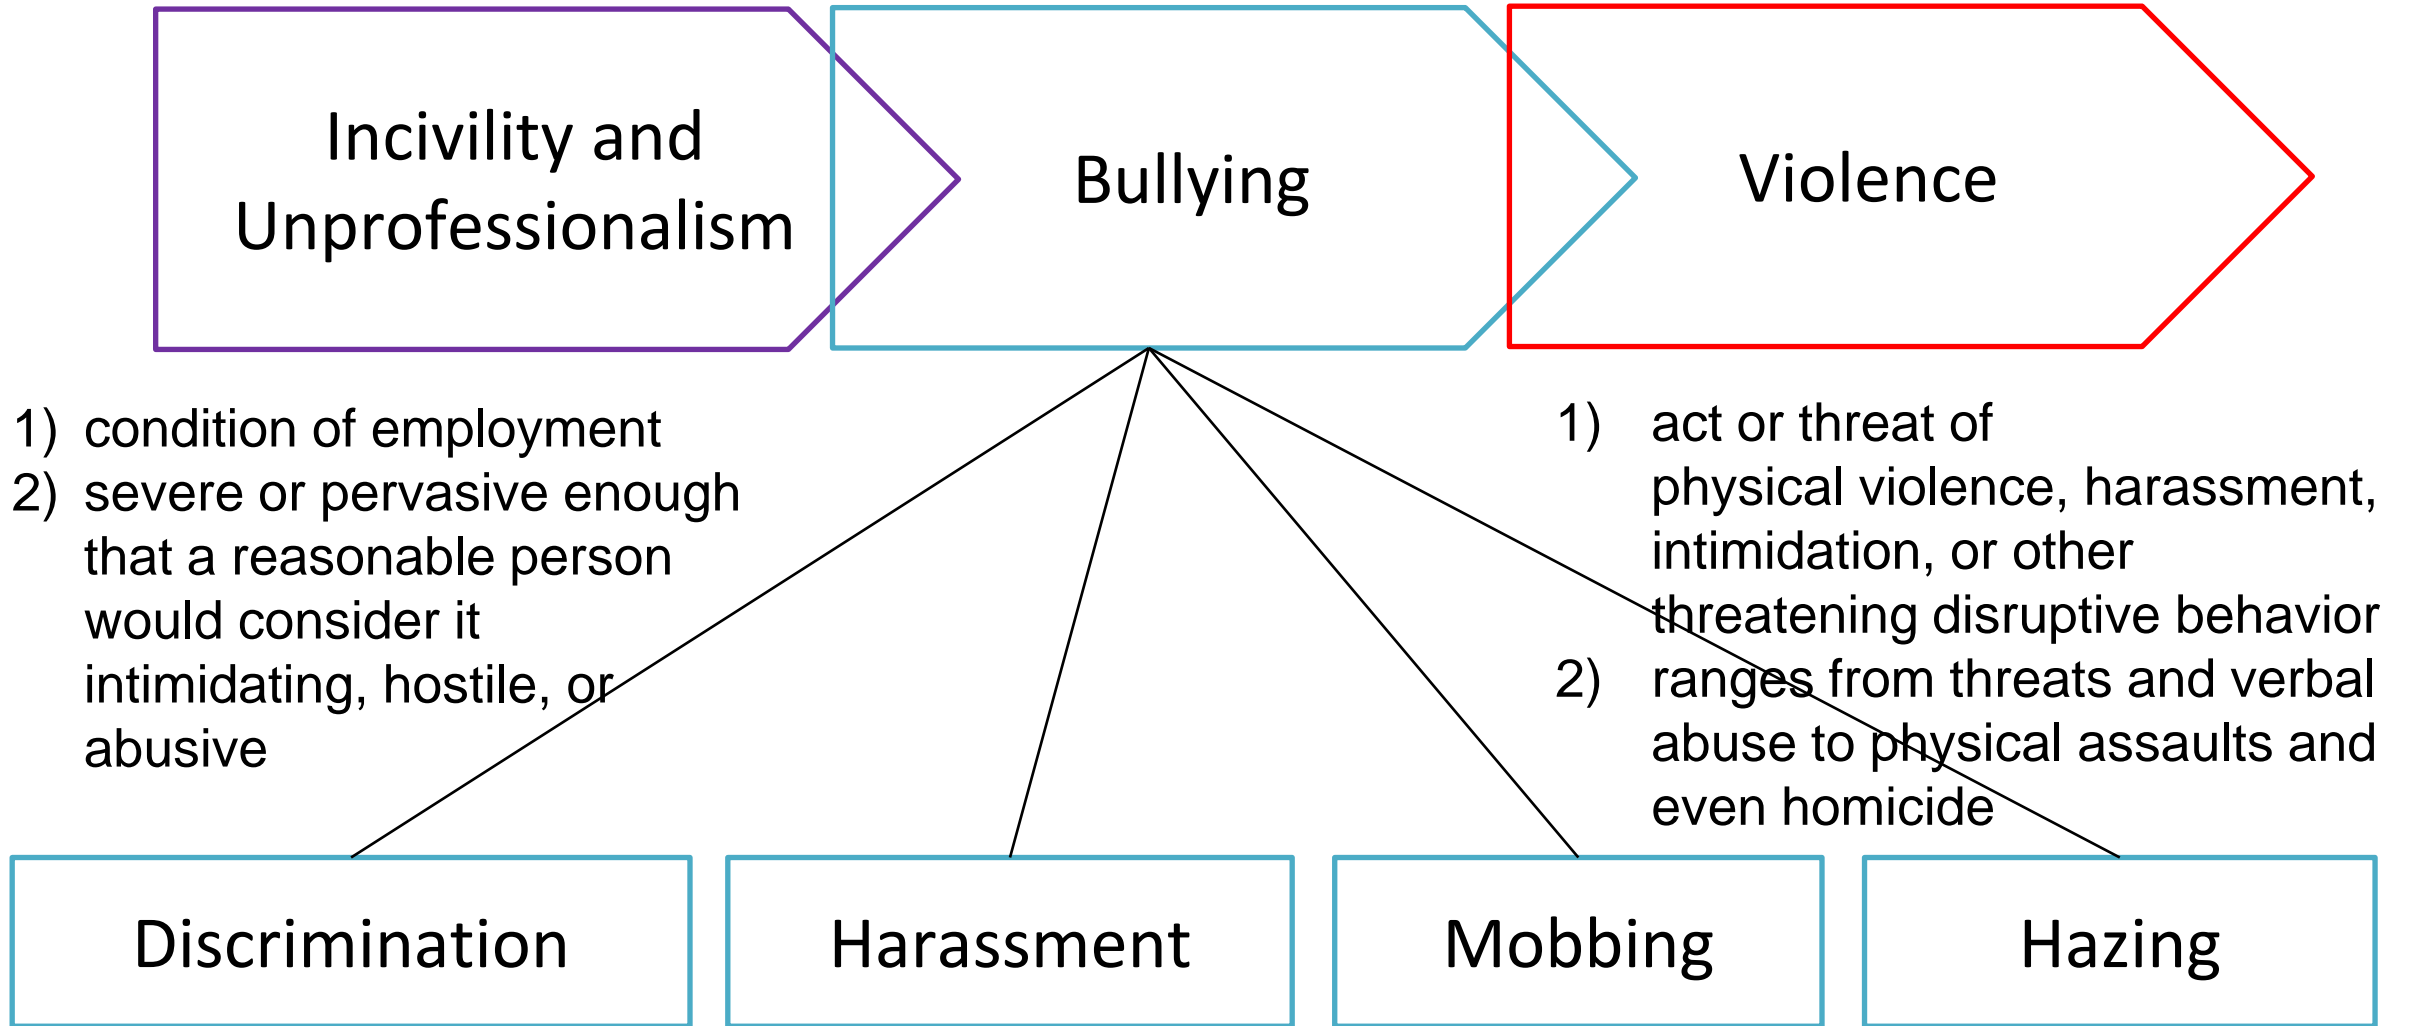 Incivility and
Unprofessionalism
Bullying
Violence
1) condition of employment
2) severe or pervasive enough
that a reasonable person
would consider it
intimidating, hostile, or
abusive
1) act or threat of
physical violence, harassment,
intimidation, or other
threatening disruptive behavior
2) ranges from threats and verbal
abuse to physical assaults and
even homicide
Discrimination
Harassment
Mobbing
Hazing